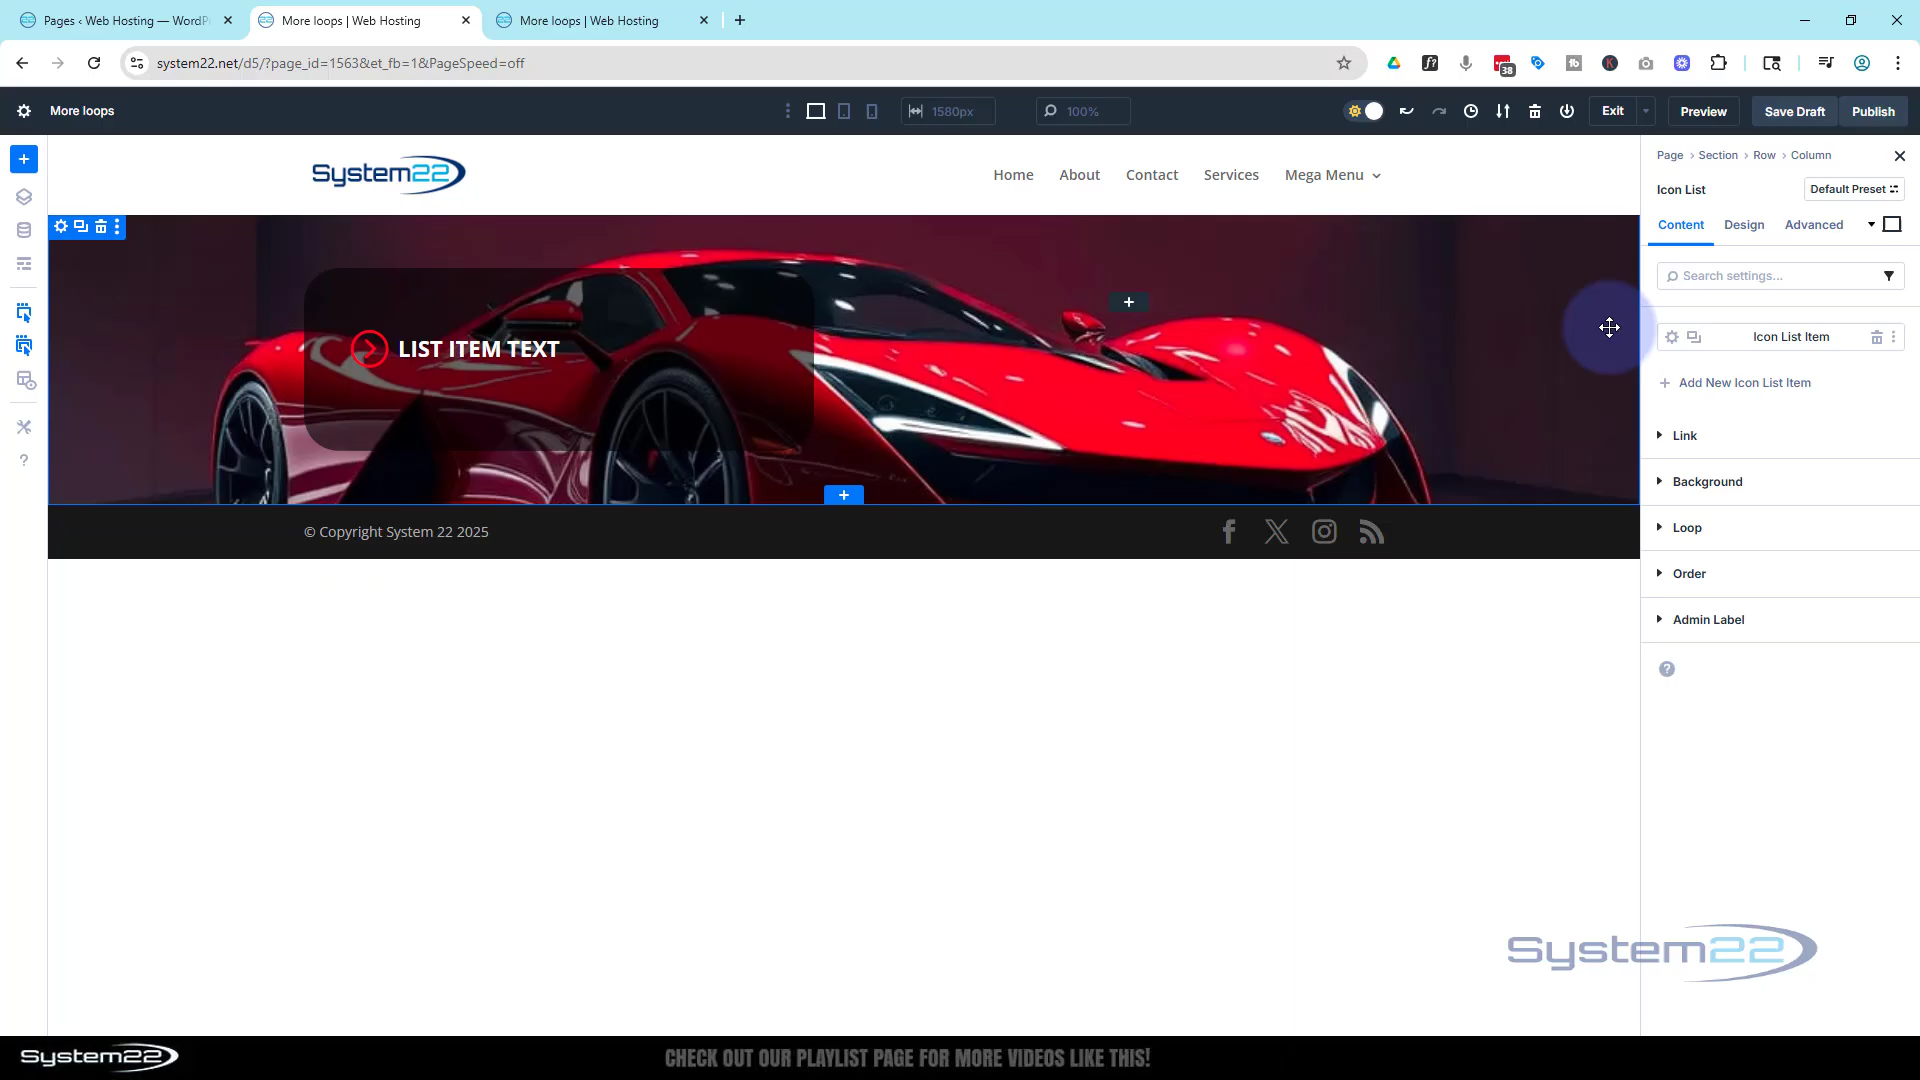 Pages ‹ Web Hosting — WordP
More loops | Web Hosting
More loops | Web Hosting
system22.net/d5/?page_id=1563&et_fb=1&PageSpeed=off
38
More loops
1580px
100%
Exit
Preview
Save Draft
Publish
System22
Home
About
Contact
Services
Mega Menu
Page
Section
Row
Column
Icon List
Default Preset
Content
Design
Advanced
Search settings...
LIST ITEM TEXT
Icon List Item
Add New Icon List Item
Link
Background
Loop
Order
Admin Label
© Copyright System 22 2025
System22
System22
CHECK OUT OUR PLAYLIST PAGE FOR MORE VIDEOS LIKE THIS!